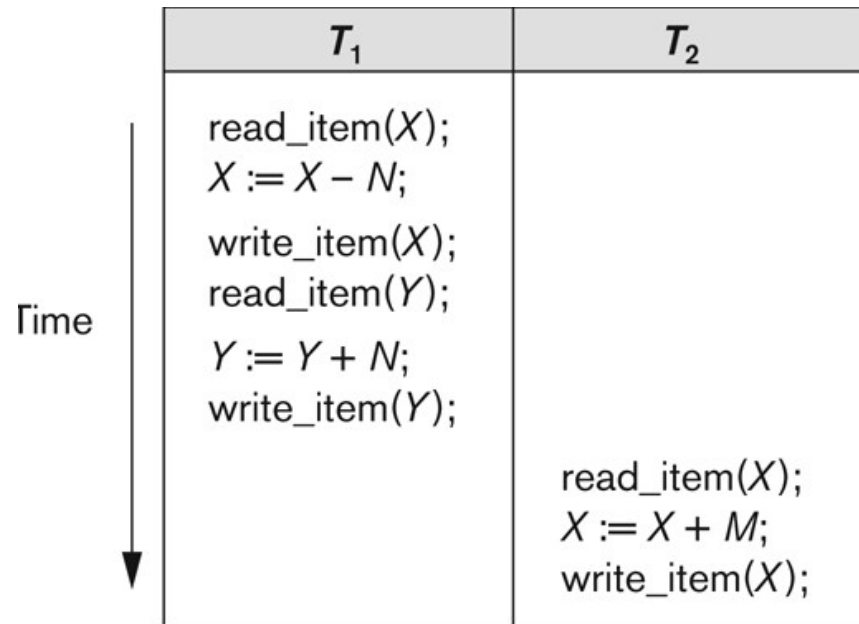 T₁ T₂
read_item(X);
X := X – N;
write_item(X);
read_item(Y);
Time
Y := Y + N;
write_item(Y);
read_item(X);
X := X + M;
write_item(X);